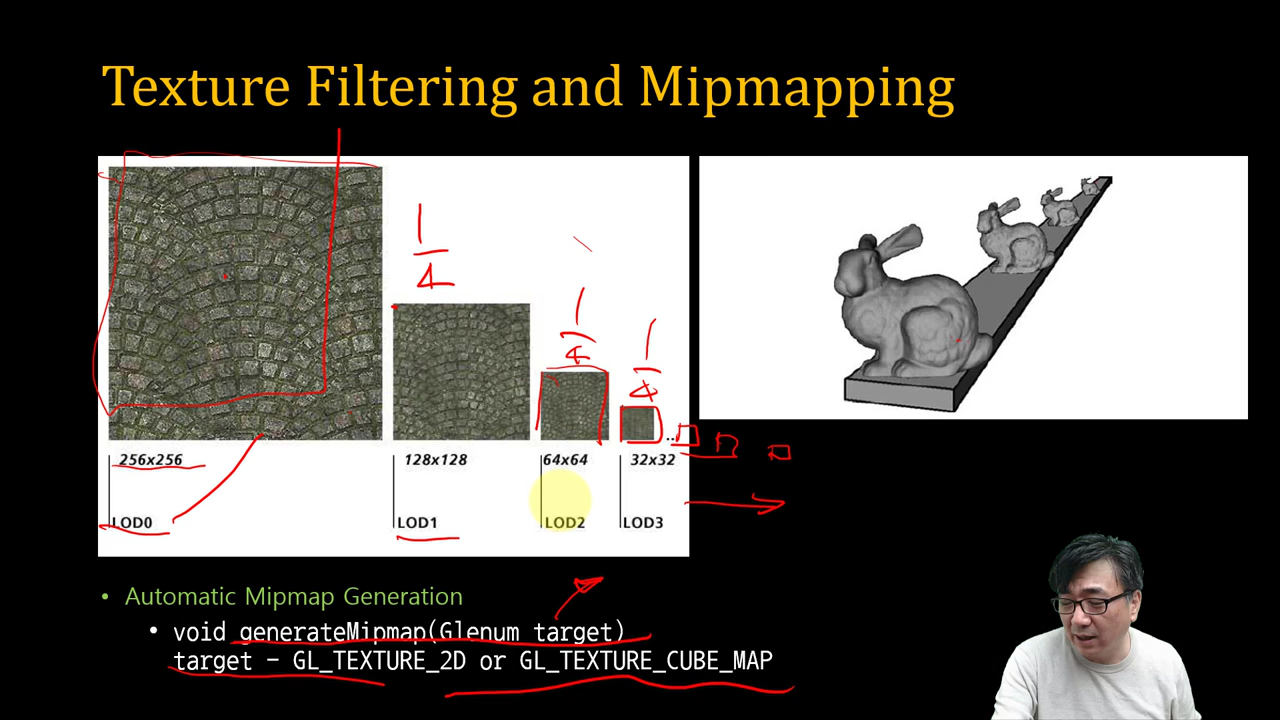 Texture Filtering and Mipmapping
1
4
1
4
1
4
...
256x256 128x128 64x64 32x32
LOD0 LOD1 LOD2 LOD3
• Automatic Mipmap Generation
• void generateMipmap(Glenum target)
target – GL_TEXTURE_2D or GL_TEXTURE_CUBE_MAP